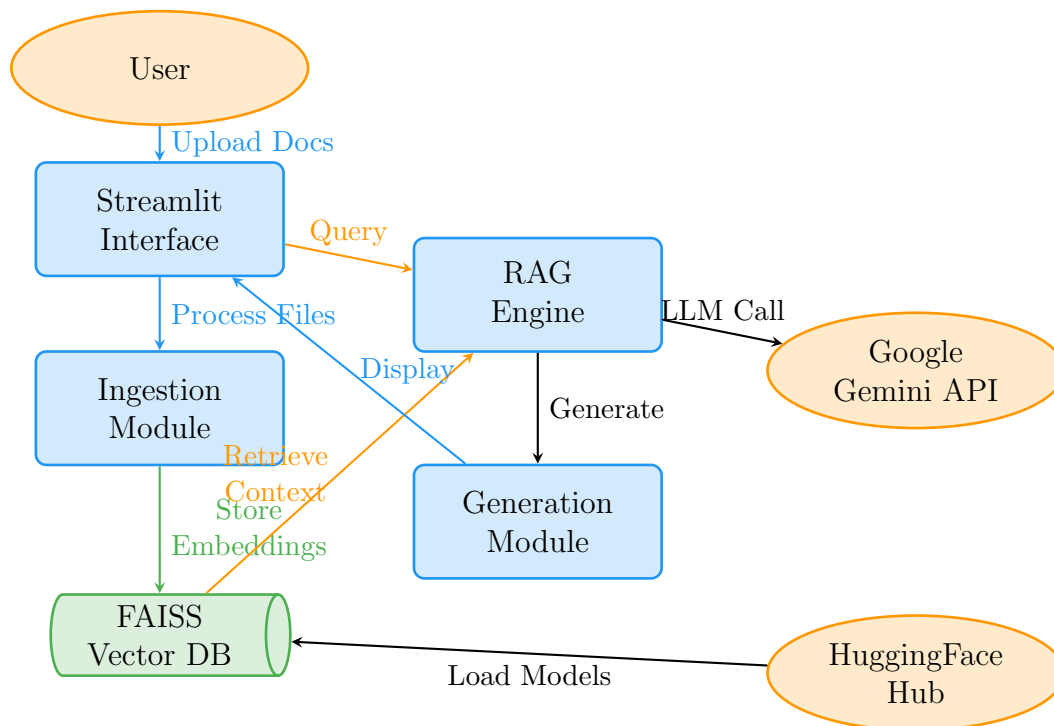 User
Upload Docs
Streamlit
Interface
Query
RAG
Engine
LLM Call
Process Files
Google
Gemini API
Display
Ingestion
Module
Generate
Retrieve
Context
Store
Embeddings
Generation
Module
FAISS
Vector DB
Load Models
HuggingFace
Hub